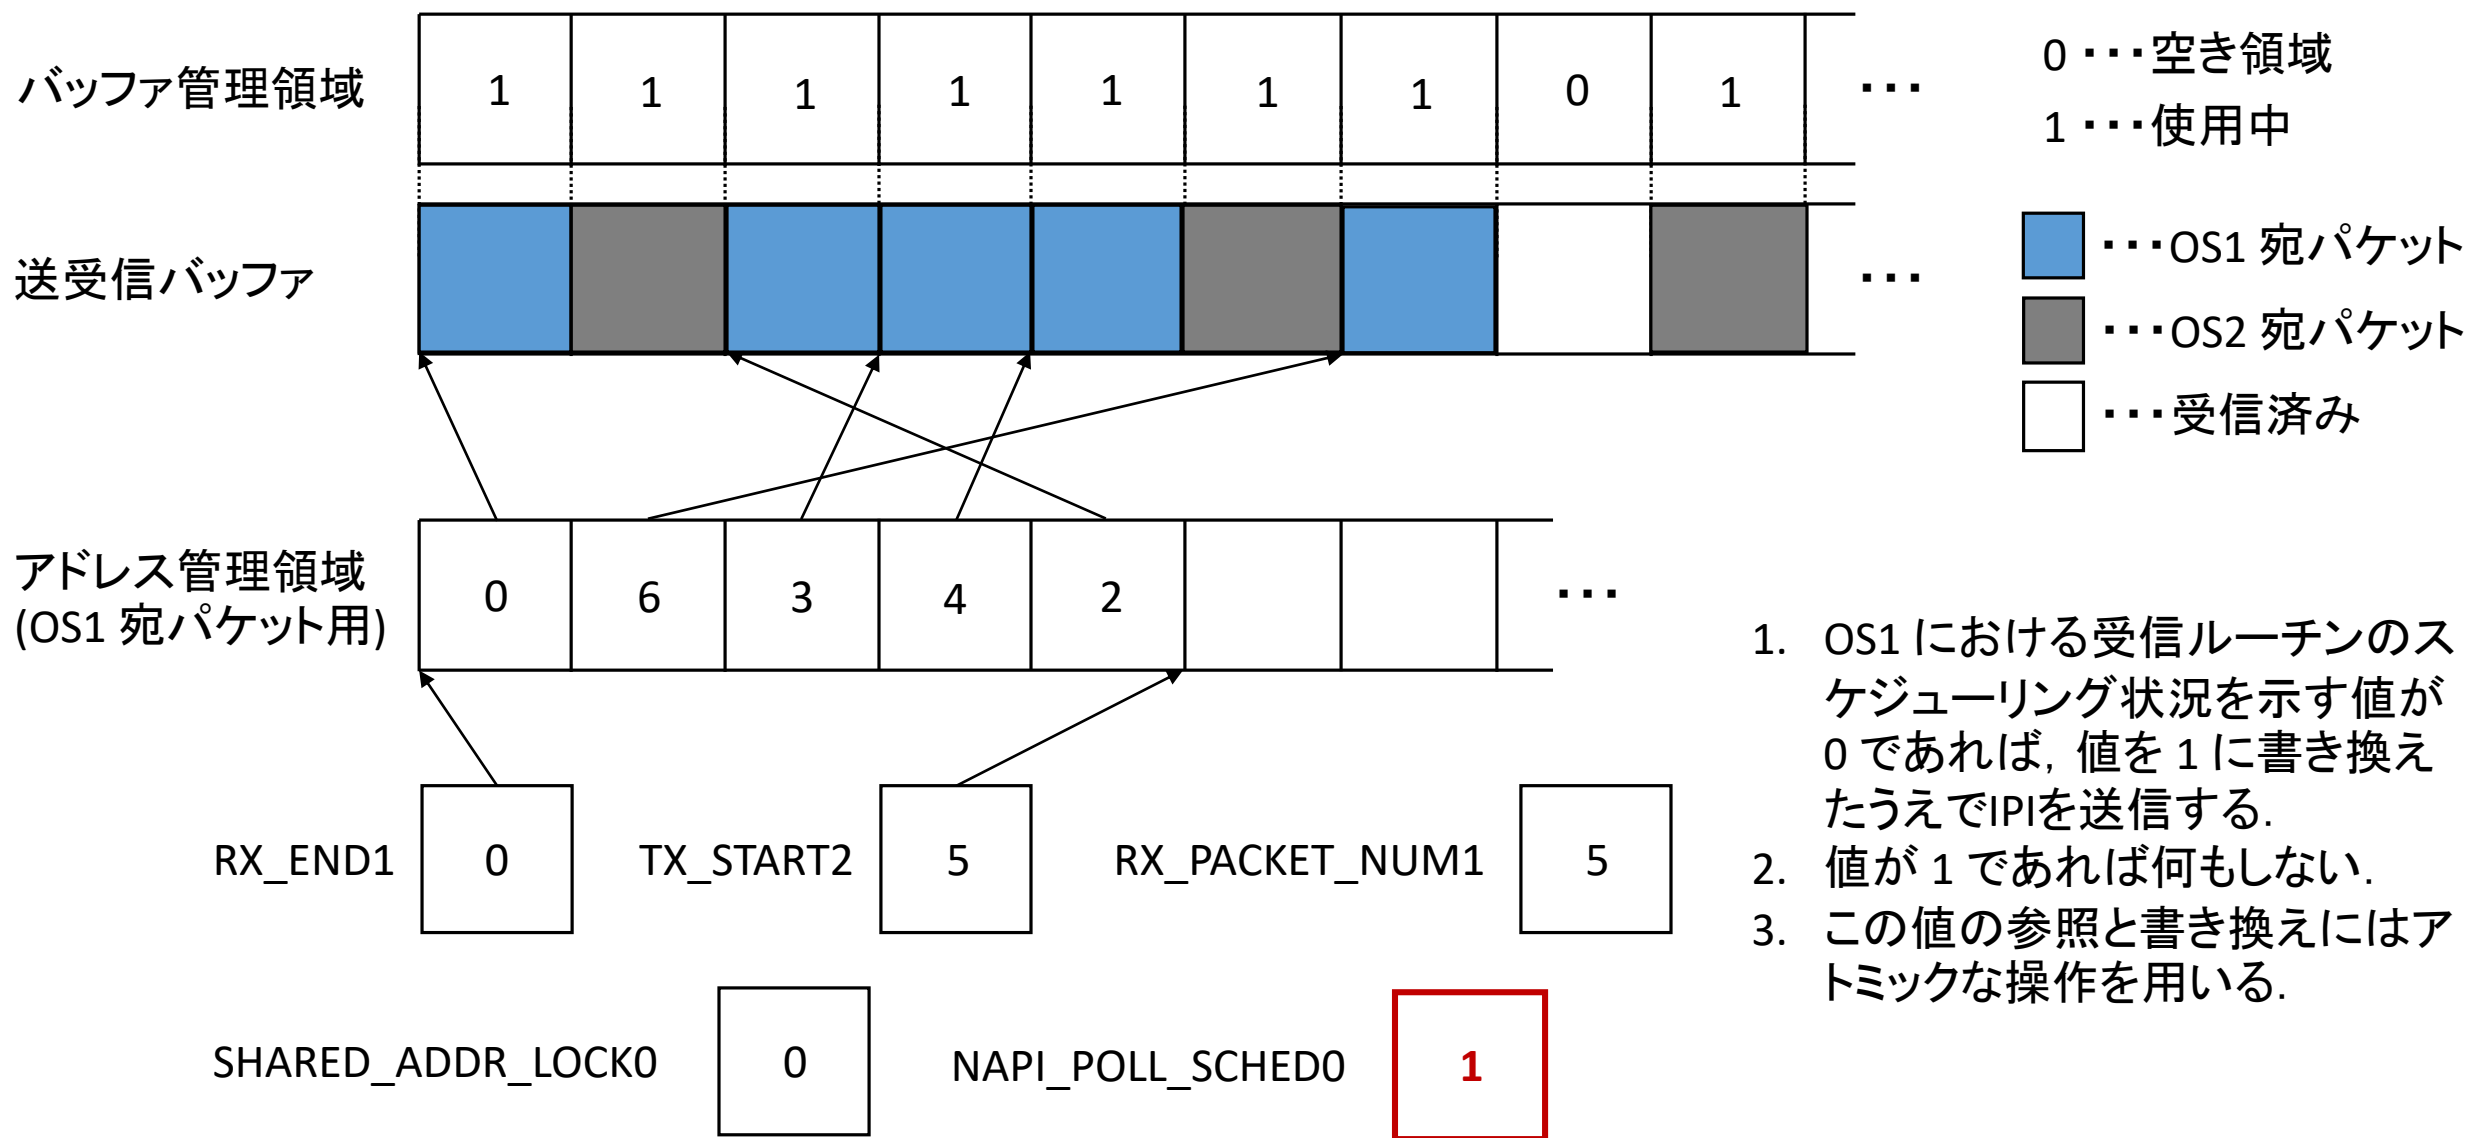 バッファ管理領域
1 1 1 1 1 1 1 0 1 ・・・
0 ・・・空き領域
1 ・・・使用中
送受信バッファ
・・・
・・・OS1 宛パケット
・・・OS2 宛パケット
・・・受信済み
アドレス管理領域
(OS1 宛パケット用)
0 6 3 4 2 ・・・
RX_END1 0
TX_START2 5
RX_PACKET_NUM1 5
SHARED_ADDR_LOCK0 0
NAPI_POLL_SCHED0 1
1. OS1 における受信ルーチンのス
ケジューリング状況を示す値が
0 であれば, 値を 1 に書き換え
たうえでIPIを送信する.
2. 値が 1 であれば何もしない.
3. この値の参照と書き換えにはア
トミックな操作を用いる.